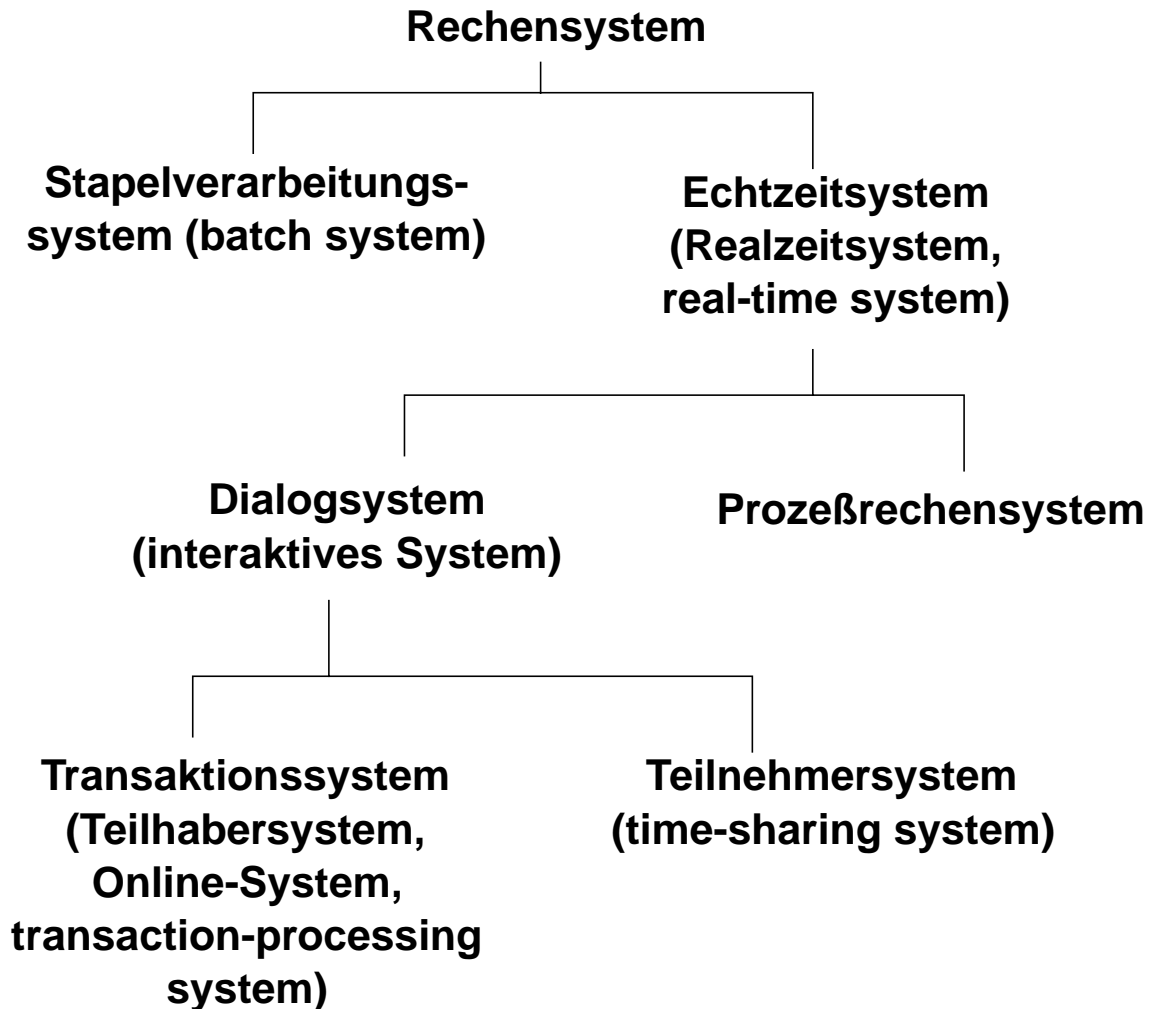 Rechensystem
Stapelverarbeitungs-
system (batch system)
Echtzeitsystem
(Realzeitsystem,
real-time system)
Dialogsystem
(interaktives System)
Prozeßrechensystem
Transaktionssystem
(Teilhabersystem,
Online-System,
transaction-processing
system)
Teilnehmersystem
(time-sharing system)